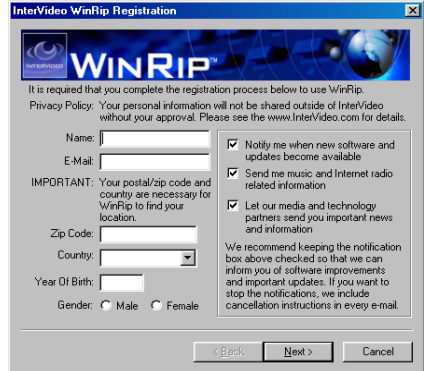 InterVideo WinRip Registration
INTERVIDEO
WINRIP™
It is required that you complete the registration process below to use WinRip.
Privacy Policy: Your personal information will not be shared outside of InterVideo
without your approval. Please see the www.InterVideo.com for details.
Name:
E-Mail:
IMPORTANT: Your postal/zip code and
country are necessary for
WinRip to find your
location.
Zip Code:
Country:
Year Of Birth:
Gender: Male Female
Notify me when new software and
updates become available
Send me music and Internet radio
related information
Let our media and technology
partners send you important news
and information
We recommend keeping the notification
box above checked so that we can
inform you of software improvements
and important updates. If you want to
stop the notifications, we include
cancellation instructions in every e-mail.
< Back Next > Cancel